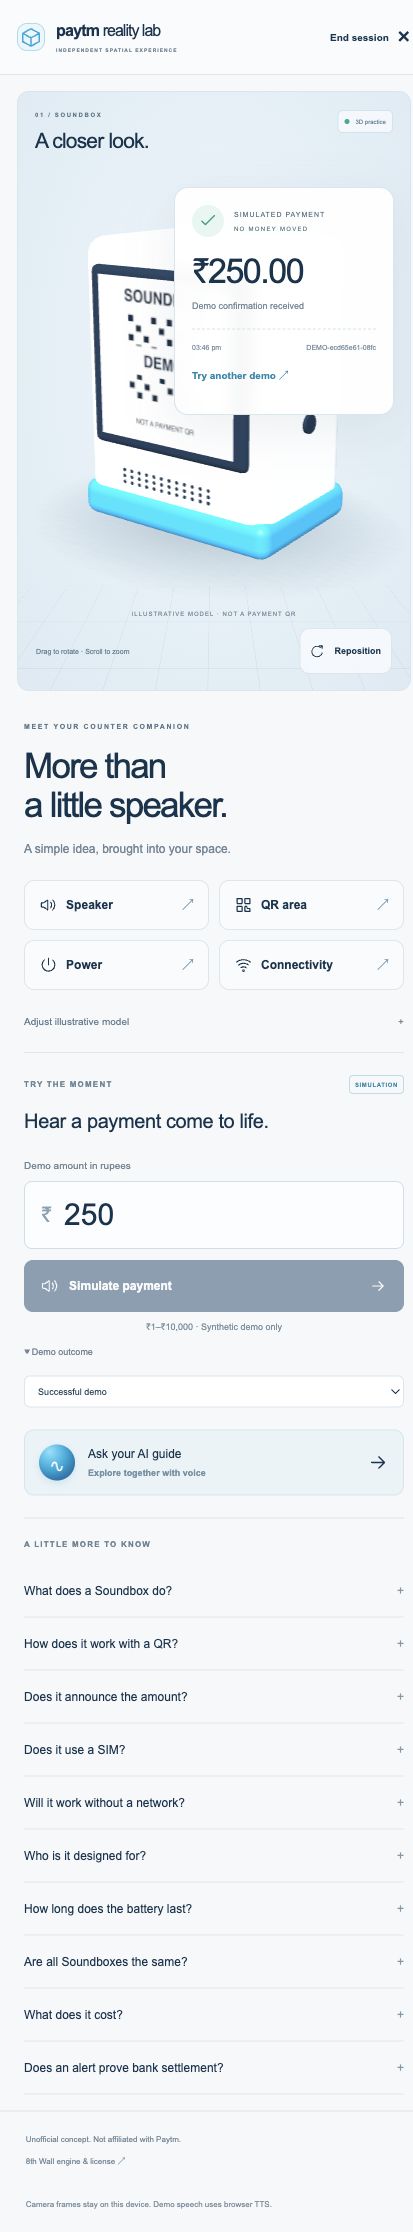 paytm reality lab
INDEPENDENT SPATIAL EXPERIENCE
End session
01 / SOUNDBOX
A closer look.
3D practice
SIMULATED PAYMENT
NO MONEY MOVED
₹250.00
Demo confirmation received
03:46 pm
DEMO-ecd65e61-08fc
Try another demo
SOUND
DEM
NOT A PAYMENT QR
ILLUSTRATIVE MODEL · NOT A PAYMENT QR
Drag to rotate · Scroll to zoom
Reposition
MEET YOUR COUNTER COMPANION
More than
a little speaker.
A simple idea, brought into your space.
Speaker
QR area
Power
Connectivity
Adjust illustrative model
TRY THE MOMENT
SIMULATION
Hear a payment come to life.
Demo amount in rupees
₹ 250
Simulate payment
₹1–₹10,000 · Synthetic demo only
Demo outcome
Successful demo
Ask your AI guide
Explore together with voice
A LITTLE MORE TO KNOW
What does a Soundbox do?
How does it work with a QR?
Does it announce the amount?
Does it use a SIM?
Will it work without a network?
Who is it designed for?
How long does the battery last?
Are all Soundboxes the same?
What does it cost?
Does an alert prove bank settlement?
Unofficial concept. Not affiliated with Paytm.
8th Wall engine & license
Camera frames stay on this device. Demo speech uses browser TTS.